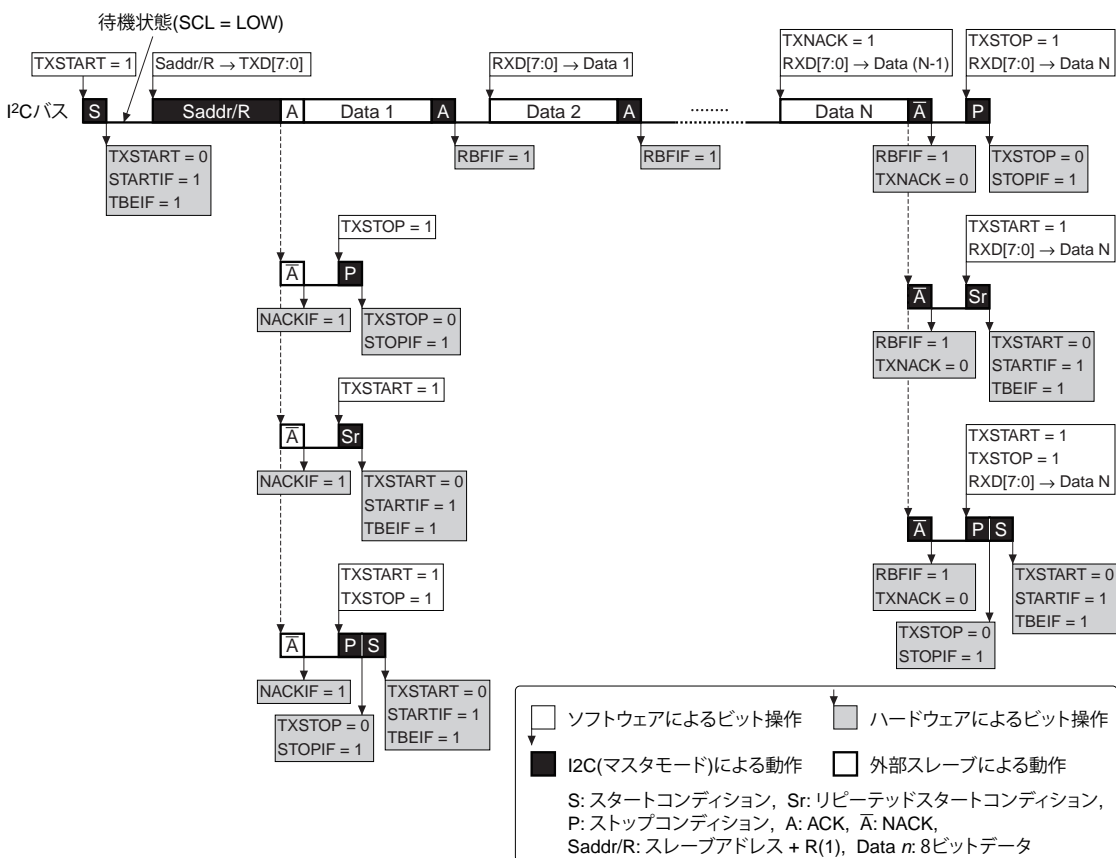 待機状態(SCL = LOW)
TXSTART = 1
Saddr/R → TXD[7:0]
RXD[7:0] → Data 1
TXNACK = 1
RXD[7:0] → Data (N-1)
TXSTOP = 1
RXD[7:0] → Data N
I²Cバス
S
Saddr/R
A
Data 1
A
Data 2
A
........
Data N
A̅
P
TXSTART = 0
STARTIF = 1
TBEIF = 1
RBFIF = 1
RBFIF = 1
RBFIF = 1
TXNACK = 0
TXSTOP = 0
STOPIF = 1
TXSTOP = 1
A̅
P
NACKIF = 1
TXSTOP = 0
STOPIF = 1
TXSTART = 1
RXD[7:0] → Data N
A̅
Sr
RBFIF = 1
TXNACK = 0
TXSTART = 0
STARTIF = 1
TBEIF = 1
TXSTART = 1
A̅
Sr
NACKIF = 1
TXSTART = 0
STARTIF = 1
TBEIF = 1
TXSTART = 1
TXSTOP = 1
RXD[7:0] → Data N
A̅
P S
RBFIF = 1
TXNACK = 0
TXSTOP = 0
STOPIF = 1
TXSTART = 0
STARTIF = 1
TBEIF = 1
TXSTART = 1
TXSTOP = 1
A̅
P S
NACKIF = 1
TXSTOP = 0
STOPIF = 1
TXSTART = 0
STARTIF = 1
TBEIF = 1
ソフトウェアによるビット操作
ハードウェアによるビット操作
I2C(マスタモード)による動作
外部スレーブによる動作
S: スタートコンディション, Sr: リピーテッドスタートコンディション,
P: ストップコンディション, A: ACK, A̅: NACK,
Saddr/R: スレーブアドレス + R(1), Data n: 8ビットデータ